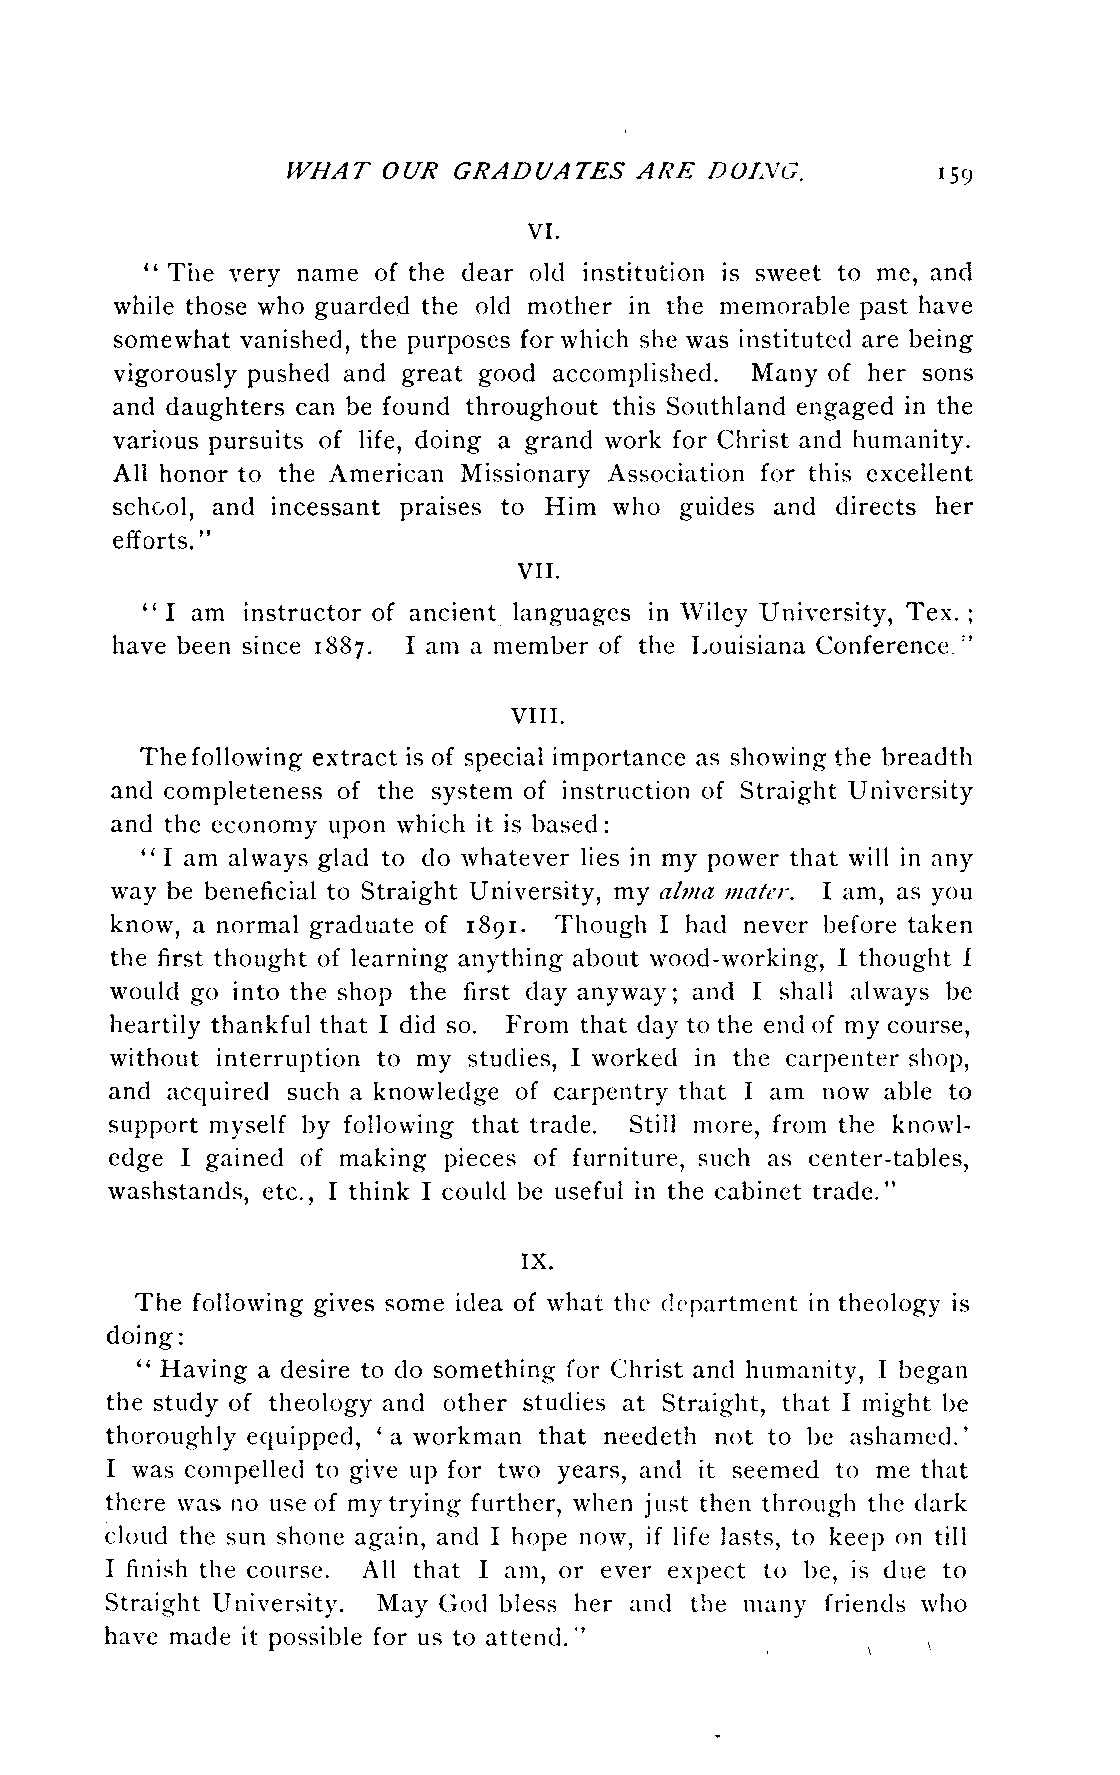 WHAT OUR GRADUATES ARE DOING. 159
VI.
“ The very name of the dear old institution is sweet to me, and
while those who guarded the old mother in the memorable past have
somewhat vanished, the purposes for which she was instituted are being
vigorously pushed and great good accomplished. Many of her sons
and daughters can be found throughout this Southland engaged in the
various pursuits of life, doing a grand work for Christ and humanity.
All honor to the American Missionary Association for this excellent
school, and incessant praises to Him who guides and directs her
efforts.”
VII.
“ I am instructor of ancient languages in Wiley University, Tex. ;
have been since 1887. I am a member of the Louisiana Conference.”
VIII.
The following extract is of special importance as showing the breadth
and completeness of the system of instruction of Straight University
and the economy upon which it is based:
“ I am always glad to do whatever lies in my power that will in any
way be beneficial to Straight University, my alma mater. I am, as you
know, a normal graduate of 1891. Though I had never before taken
the first thought of learning anything about wood-working, I thought I
would go into the shop the first day anyway; and I shall always be
heartily thankful that I did so. From that day to the end of my course,
without interruption to my studies, I worked in the carpenter shop,
and acquired such a knowledge of carpentry that I am now able to
support myself by following that trade. Still more, from the knowl-
edge I gained of making pieces of furniture, such as center-tables,
washstands, etc., I think I could be useful in the cabinet trade.”
IX.
The following gives some idea of what the department in theology is
doing:
“ Having a desire to do something for Christ and humanity, I began
the study of theology and other studies at Straight, that I might be
thoroughly equipped, ‘ a workman that needeth not to be ashamed.’
I was compelled to give up for two years, and it seemed to me that
there was no use of my trying further, when just then through the dark
cloud the sun shone again, and I hope now, if life lasts, to keep on till
I finish the course. All that I am, or ever expect to be, is due to
Straight University. May God bless her and the many friends who
have made it possible for us to attend.”